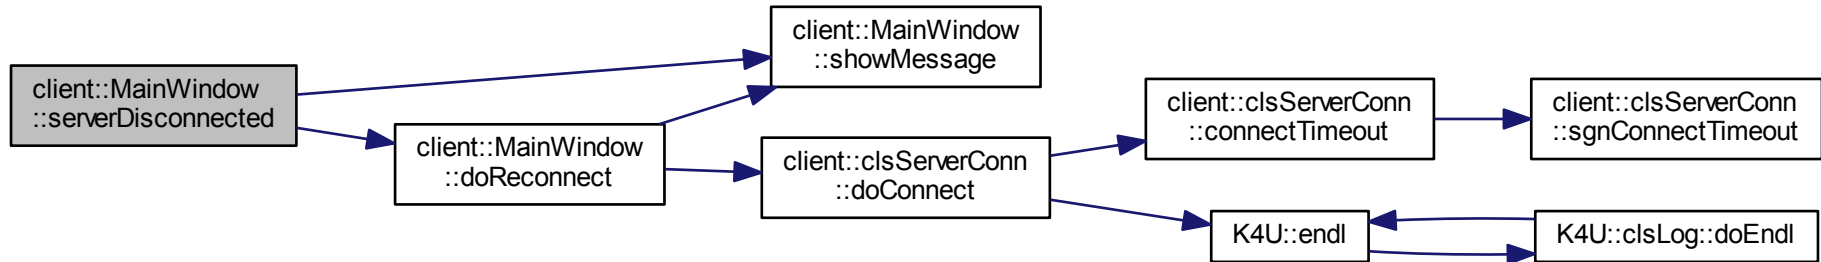 client::MainWindow
::serverDisconnected
client::MainWindow
::showMessage
client::MainWindow
::doReconnect
client::clsServerConn
::doConnect
client::clsServerConn
::connectTimeout
client::clsServerConn
::sgnConnectTimeout
K4U::endl
K4U::clsLog::doEndl